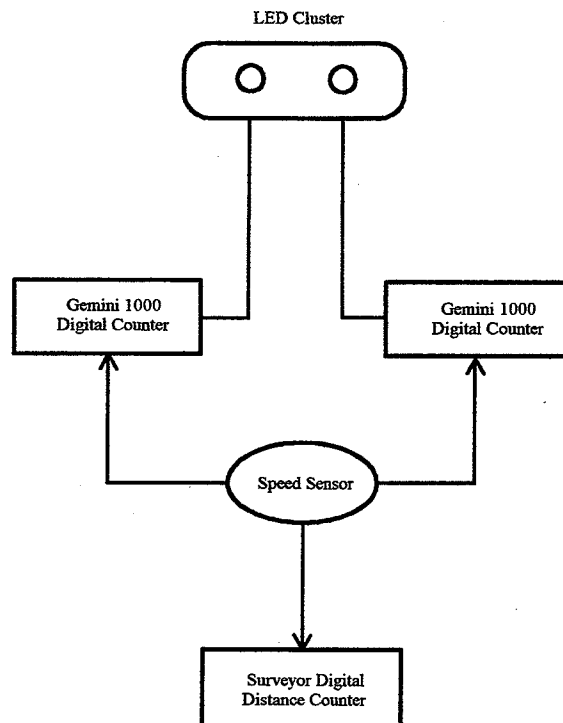 LED Cluster
Gemini 1000
Digital Counter
Gemini 1000
Digital Counter
Speed Sensor
Surveyor Digital
Distance Counter